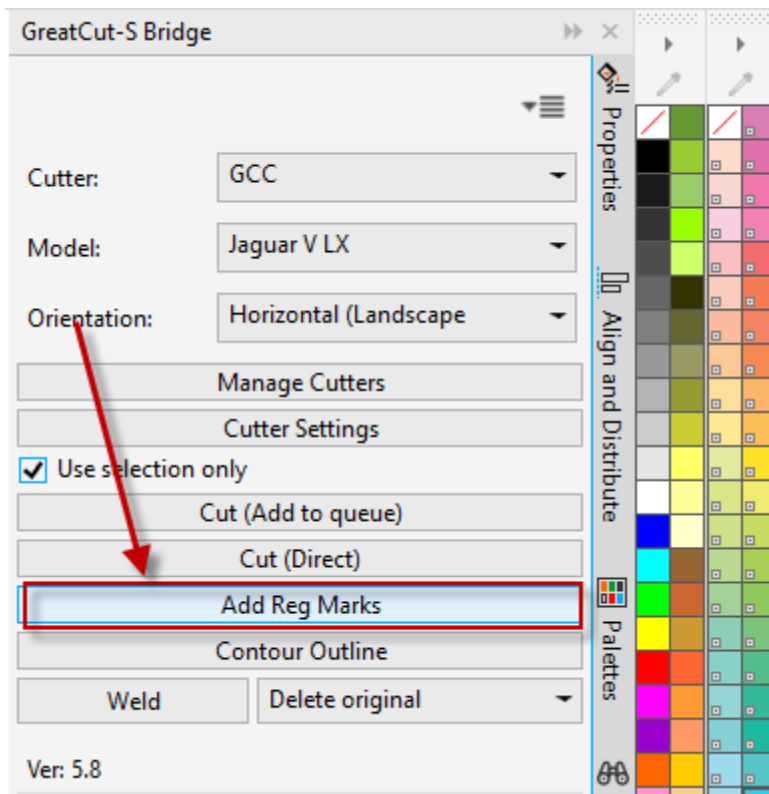 GreatCut-S Bridge
Cutter: GCC
Model: Jaguar V LX
Orientation: Horizontal (Landscape
Manage Cutters
Cutter Settings
Use selection only
Cut (Add to queue)
Cut (Direct)
Add Reg Marks
Contour Outline
Weld Delete original
Ver: 5.8
Properties
Align and Distribute
Palettes